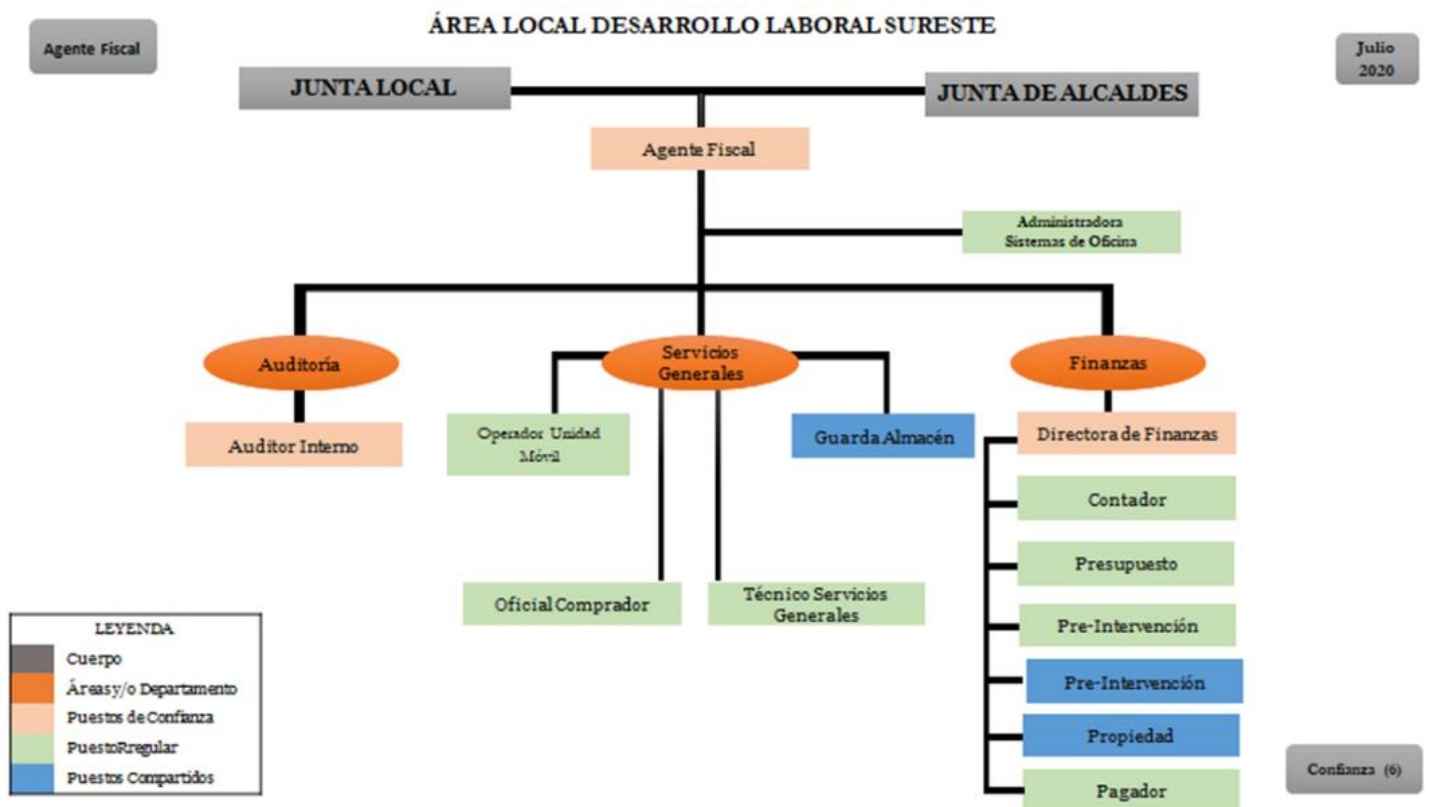 ÁREA LOCAL DESARROLLO LABORAL SURESTE
Agente Fiscal
Julio
2020
JUNTA LOCAL
JUNTA DE ALCALDES
Agente Fiscal
Administradora
Sistemas de Oficina
Auditoría
Servicios
Generales
Finanzas
Auditor Interno
Operador Unidad
Móvil
Guarda Almacén
Directora de Finanzas
Contador
Presupuesto
Oficial Comprador
Técnico Servicios
Generales
Pre-Intervención
Pre-Intervención
Propiedad
Pagador
LEYENDA
Cuerpo
Áreas y/o Departamento
Puestos de Confianza
PuestoRregular
Puestos Compartidos
Confianza (6)